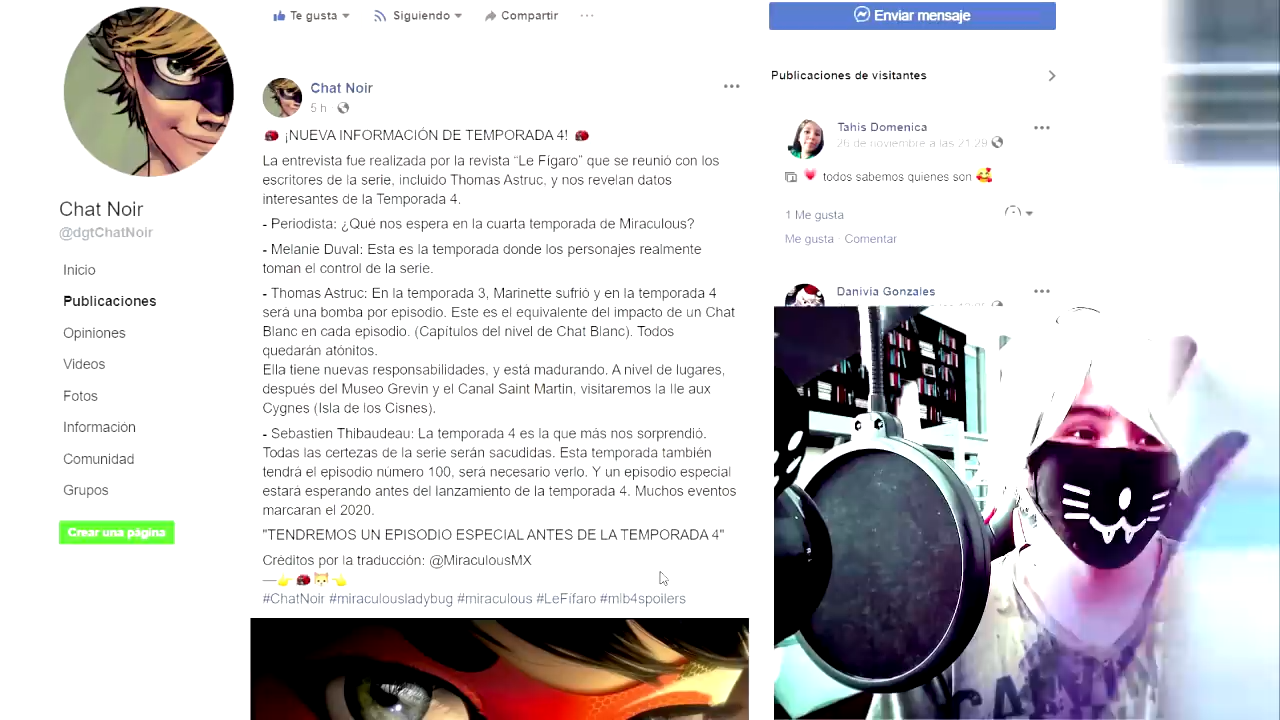 Te gusta
Siguiendo
Compartir
Enviar mensaje
Chat Noir
@dgtChatNoir
Inicio
Publicaciones
Opiniones
Videos
Fotos
Información
Comunidad
Grupos
Crear una página
Chat Noir
5 h
¡NUEVA INFORMACIÓN DE TEMPORADA 4!
La entrevista fue realizada por la revista “Le Fígaro” que se reunió con los
escritores de la serie, incluido Thomas Astruc, y nos revelan datos
interesantes de la Temporada 4.
- Periodista: ¿Qué nos espera en la cuarta temporada de Miraculous?
- Melanie Duval: Esta es la temporada donde los personajes realmente
toman el control de la serie.
- Thomas Astruc: En la temporada 3, Marinette sufrió y en la temporada 4
será una bomba por episodio. Este es el equivalente del impacto de un Chat
Blanc en cada episodio. (Capítulos del nivel de Chat Blanc). Todos
quedarán atónitos.
Ella tiene nuevas responsabilidades, y está madurando. A nivel de lugares,
después del Museo Grevin y el Canal Saint Martin, visitaremos la Ile aux
Cygnes (Isla de los Cisnes).
- Sebastien Thibaudeau: La temporada 4 es la que más nos sorprendió.
Todas las certezas de la serie serán sacudidas. Esta temporada también
tendrá el episodio número 100, será necesario verlo. Y un episodio especial
estará esperando antes del lanzamiento de la temporada 4. Muchos eventos
marcaran el 2020.
"TENDREMOS UN EPISODIO ESPECIAL ANTES DE LA TEMPORADA 4"
Créditos por la traducción: @MiraculousMX
#ChatNoir #miraculousladybug #miraculous #LeFífaro #mlb4spoilers
Publicaciones de visitantes
Tahis Domenica
26 de noviembre a las 21:29
todos sabemos quienes son
1 Me gusta
Me gusta · Comentar
Danivia Gonzales